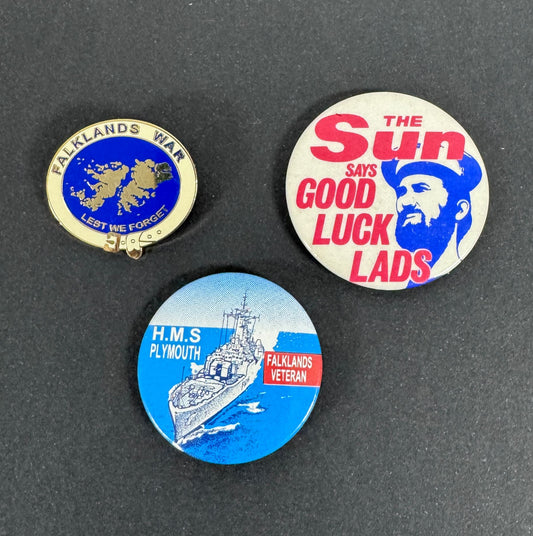 FALKLANDS WAR
LEST WE FORGET
THE
Sun
SAYS
GOOD
LUCK
LADS
H.M.S
PLYMOUTH
FALKLANDS
VETERAN